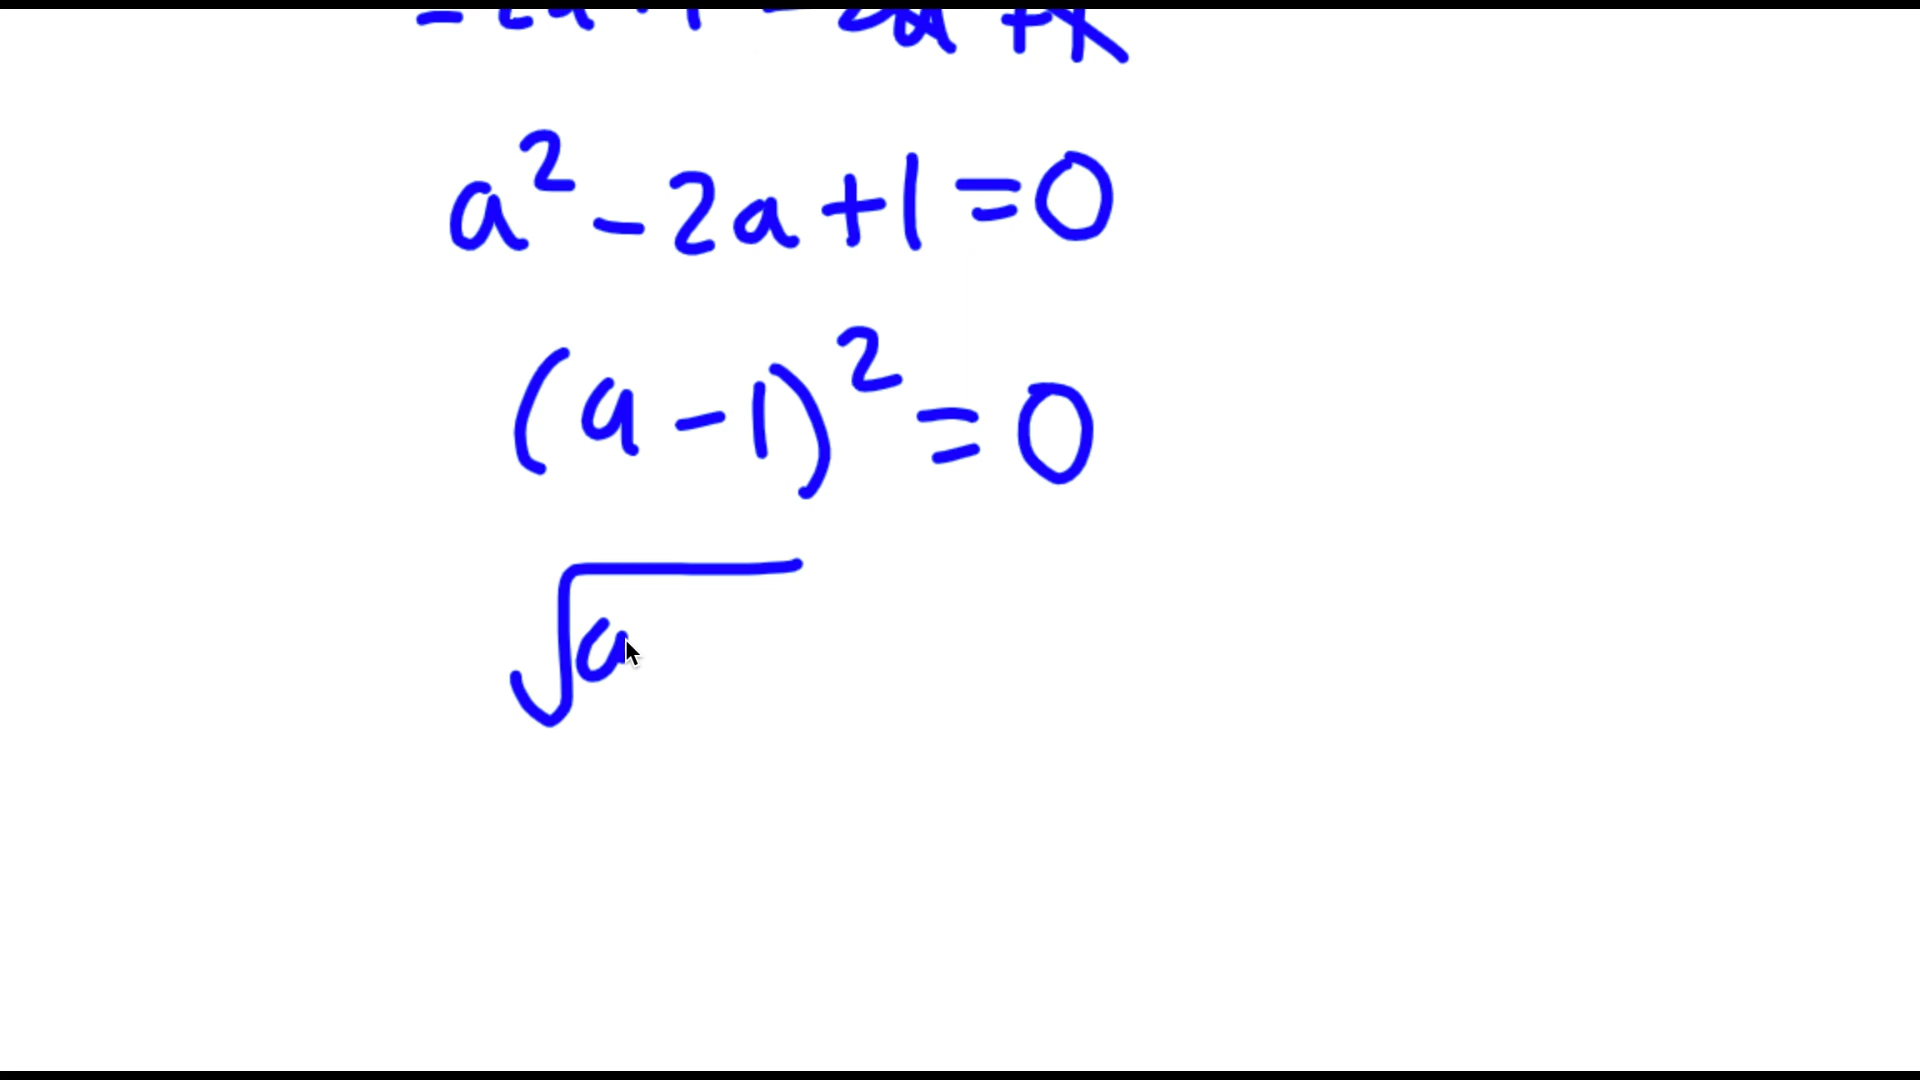 a² - 2a + 1 = 0
(a - 1)² = 0
√a